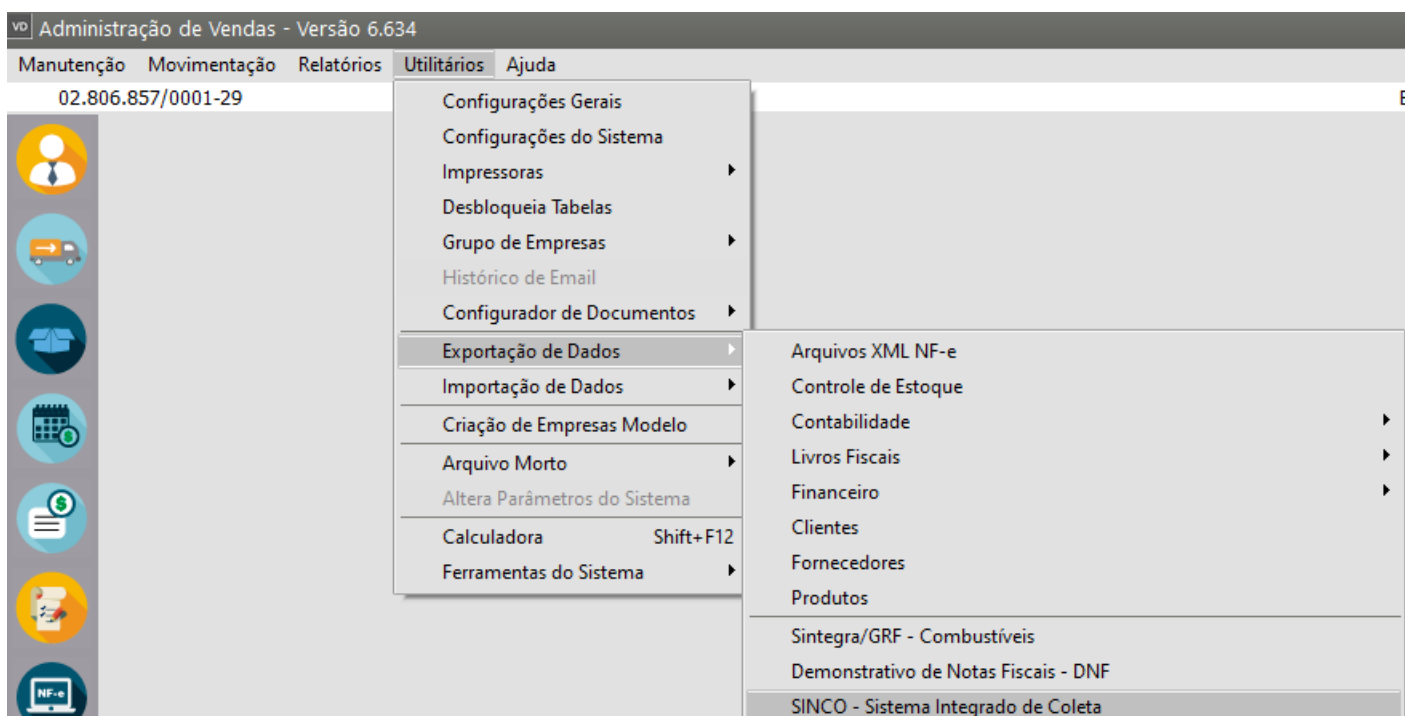 VD Administração de Vendas - Versão 6.634
Manutenção Movimentação Relatórios Utilitários Ajuda
02.806.857/0001-29
Configurações Gerais
Configurações do Sistema
Impressoras
Desbloqueia Tabelas
Grupo de Empresas
Histórico de Email
Configurador de Documentos
Exportação de Dados
Importação de Dados
Criação de Empresas Modelo
Arquivo Morto
Altera Parâmetros do Sistema
Calculadora Shift+F12
Ferramentas do Sistema
Arquivos XML NF-e
Controle de Estoque
Contabilidade
Livros Fiscais
Financeiro
Clientes
Fornecedores
Produtos
Sintegra/GRF - Combustíveis
Demonstrativo de Notas Fiscais - DNF
SINCO - Sistema Integrado de Coleta
NF-e